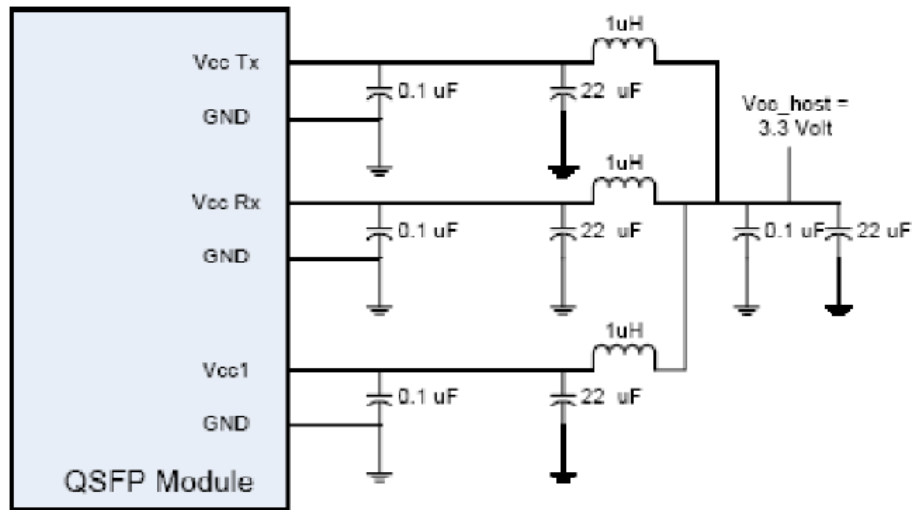 1uH
Vcc Tx
0.1 uF
22 uF
GND
Vcc_host =
3.3 Volt
1uH
Vcc Rx
0.1 uF
22 uF
0.1 uF
22 uF
GND
1uH
Vcc1
0.1 uF
22 uF
GND
QSFP Module